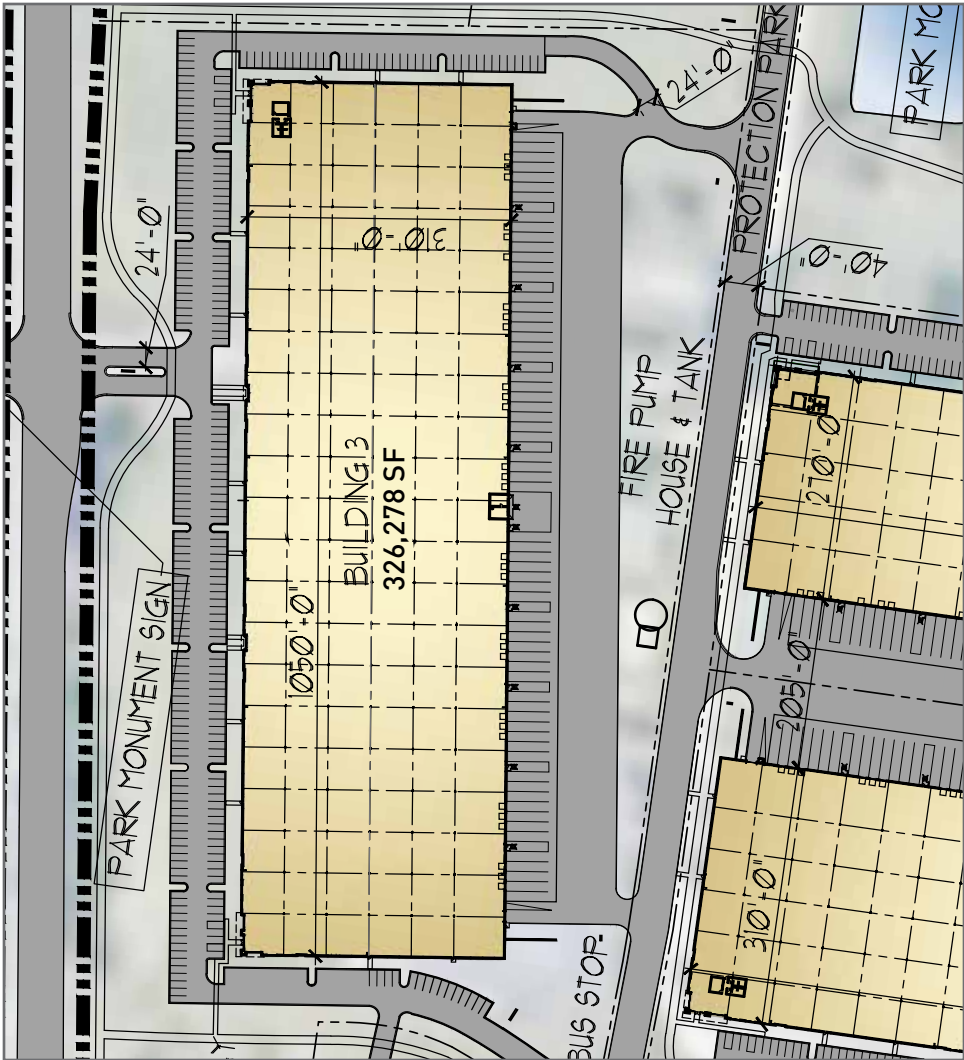 PARK MO
24'-0"
PROTECTION PARK
24'-0"
310'-0"
40'-0"
FIRE PUMP
HOUSE & TANK
BUILDING 3
326,278 SF
210'-0"
1050'-0"
PARK MONUMENT SIGN
205'-0"
310'-0"
BUS STOP